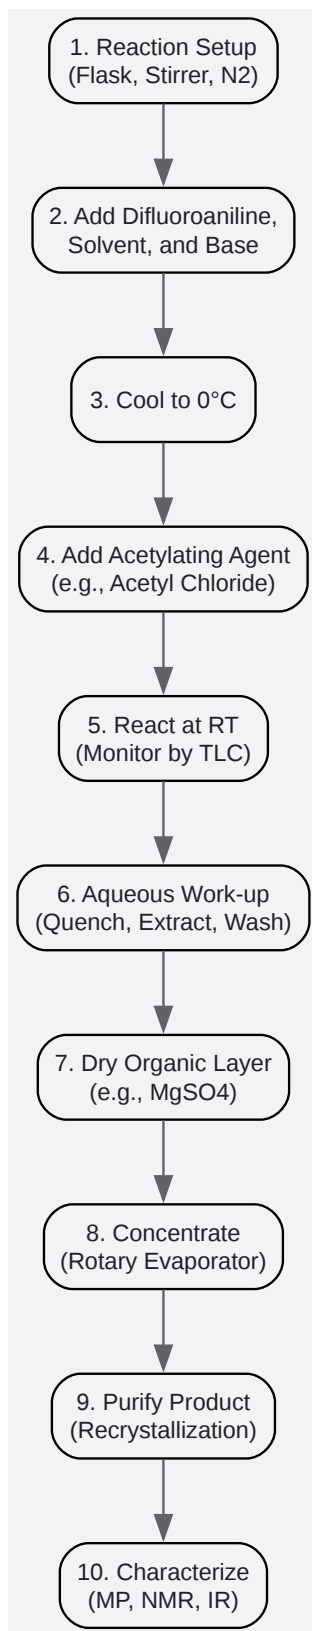 1. Reaction Setup
(Flask, Stirrer, N2)
2. Add Difluoroaniline,
Solvent, and Base
3. Cool to 0°C
4. Add Acetylating Agent
(e.g., Acetyl Chloride)
5. React at RT
(Monitor by TLC)
6. Aqueous Work-up
(Quench, Extract, Wash)
7. Dry Organic Layer
(e.g., MgSO4)
8. Concentrate
(Rotary Evaporator)
9. Purify Product
(Recrystallization)
10. Characterize
(MP, NMR, IR)